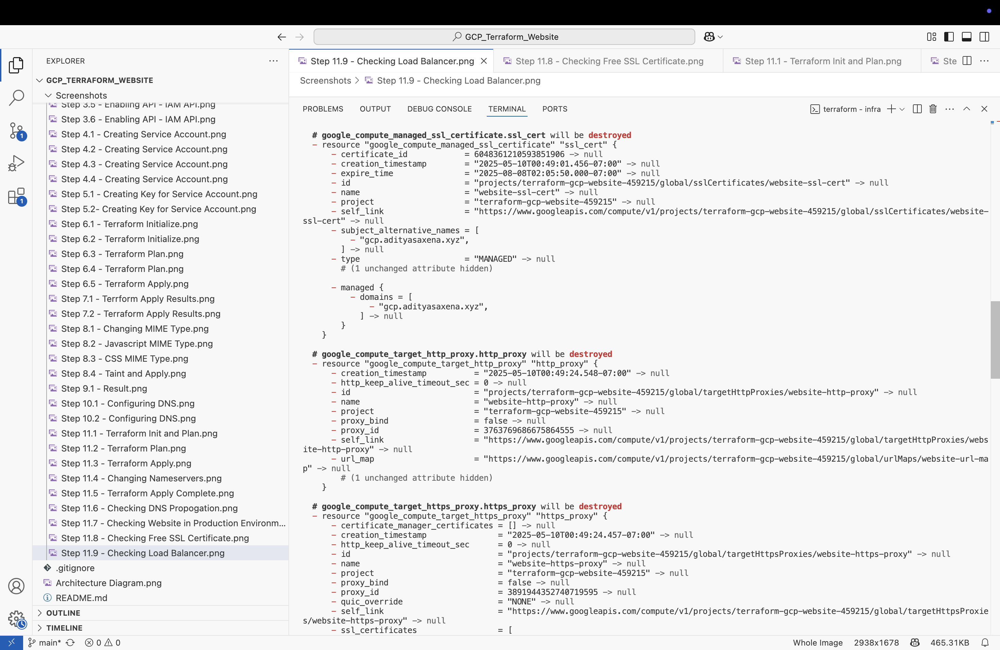 GCP_Terraform_Website
EXPLORER
GCP_TERRAFORM_WEBSITE
Screenshots
Step 3.5 - Enabling API - IAM API.png
Step 3.6 - Enabling API - IAM API.png
Step 4.1 - Creating Service Account.png
Step 4.2 - Creating Service Account.png
Step 4.3 - Creating Service Account.png
Step 4.4 - Creating Service Account.png
Step 5.1 - Creating Key for Service Account.png
Step 5.2- Creating Key for Service Account.png
Step 6.1 - Terraform Initialize.png
Step 6.2 - Terraform Initialize.png
Step 6.3 - Terraform Plan.png
Step 6.4 - Terraform Plan.png
Step 6.5 - Terraform Apply.png
Step 7.1 - Terrform Apply Results.png
Step 7.2 - Terraform Apply Results.png
Step 8.1 - Changing MIME Type.png
Step 8.2 - Javascript MIME Type.png
Step 8.3 - CSS MIME Type.png
Step 8.4 - Taint and Apply.png
Step 9.1 - Result.png
Step 10.1 - Configuring DNS.png
Step 10.2 - Configuring DNS.png
Step 11.1 - Terraform Init and Plan.png
Step 11.2 - Terraform Plan.png
Step 11.3 - Terraform Apply.png
Step 11.4 - Changing Nameservers.png
Step 11.5 - Terraform Apply Complete.png
Step 11.6 - Checking DNS Propogation.png
Step 11.7 - Checking Website in Production Environm...
Step 11.8 - Checking Free SSL Certificate.png
Step 11.9 - Checking Load Balancer.png
.gitignore
Architecture Diagram.png
README.md
OUTLINE
TIMELINE
1
1
Step 11.9 - Checking Load Balancer.png
Step 11.8 - Checking Free SSL Certificate.png
Step 11.1 - Terraform Init and Plan.png
Ste
Screenshots > Step 11.9 - Checking Load Balancer.png
PROBLEMS OUTPUT DEBUG CONSOLE TERMINAL PORTS
terraform - infra
# google_compute_managed_ssl_certificate.ssl_cert will be destroyed
- resource "google_compute_managed_ssl_certificate" "ssl_cert" {
- certificate_id = 6048361210593851906 -> null
- creation_timestamp = "2025-05-10T00:49:01.456-07:00" -> null
- expire_time = "2025-08-08T02:05:50.000-07:00" -> null
- id = "projects/terraform-gcp-website-459215/global/sslCertificates/website-ssl-cert" -> null
- name = "website-ssl-cert" -> null
- project = "terraform-gcp-website-459215" -> null
- self_link = "https://www.googleapis.com/compute/v1/projects/terraform-gcp-website-459215/global/sslCertificates/website-
ssl-cert" -> null
- subject_alternative_names = [
- "gcp.adityasaxena.xyz",
] -> null
- type = "MANAGED" -> null
# (1 unchanged attribute hidden)
- managed {
- domains = [
- "gcp.adityasaxena.xyz",
] -> null
}
}
# google_compute_target_http_proxy.http_proxy will be destroyed
- resource "google_compute_target_http_proxy" "http_proxy" {
- creation_timestamp = "2025-05-10T00:49:24.548-07:00" -> null
- http_keep_alive_timeout_sec = 0 -> null
- id = "projects/terraform-gcp-website-459215/global/targetHttpProxies/website-http-proxy" -> null
- name = "website-http-proxy" -> null
- project = "terraform-gcp-website-459215" -> null
- proxy_bind = false -> null
- proxy_id = 3763769686675864555 -> null
- self_link = "https://www.googleapis.com/compute/v1/projects/terraform-gcp-website-459215/global/targetHttpProxies/webs
ite-http-proxy" -> null
- url_map = "https://www.googleapis.com/compute/v1/projects/terraform-gcp-website-459215/global/urlMaps/website-url-ma
p" -> null
# (1 unchanged attribute hidden)
}
# google_compute_target_https_proxy.https_proxy will be destroyed
- resource "google_compute_target_https_proxy" "https_proxy" {
- certificate_manager_certificates = [] -> null
- creation_timestamp = "2025-05-10T00:49:24.457-07:00" -> null
- http_keep_alive_timeout_sec = 0 -> null
- id = "projects/terraform-gcp-website-459215/global/targetHttpsProxies/website-https-proxy" -> null
- name = "website-https-proxy" -> null
- project = "terraform-gcp-website-459215" -> null
- proxy_bind = false -> null
- proxy_id = 3891944352740719595 -> null
- quic_override = "NONE" -> null
- self_link = "https://www.googleapis.com/compute/v1/projects/terraform-gcp-website-459215/global/targetHttpsProxie
s/website-https-proxy" -> null
- ssl_certificates = [
main* 0 0
Whole Image 2938x1678 465.31KB